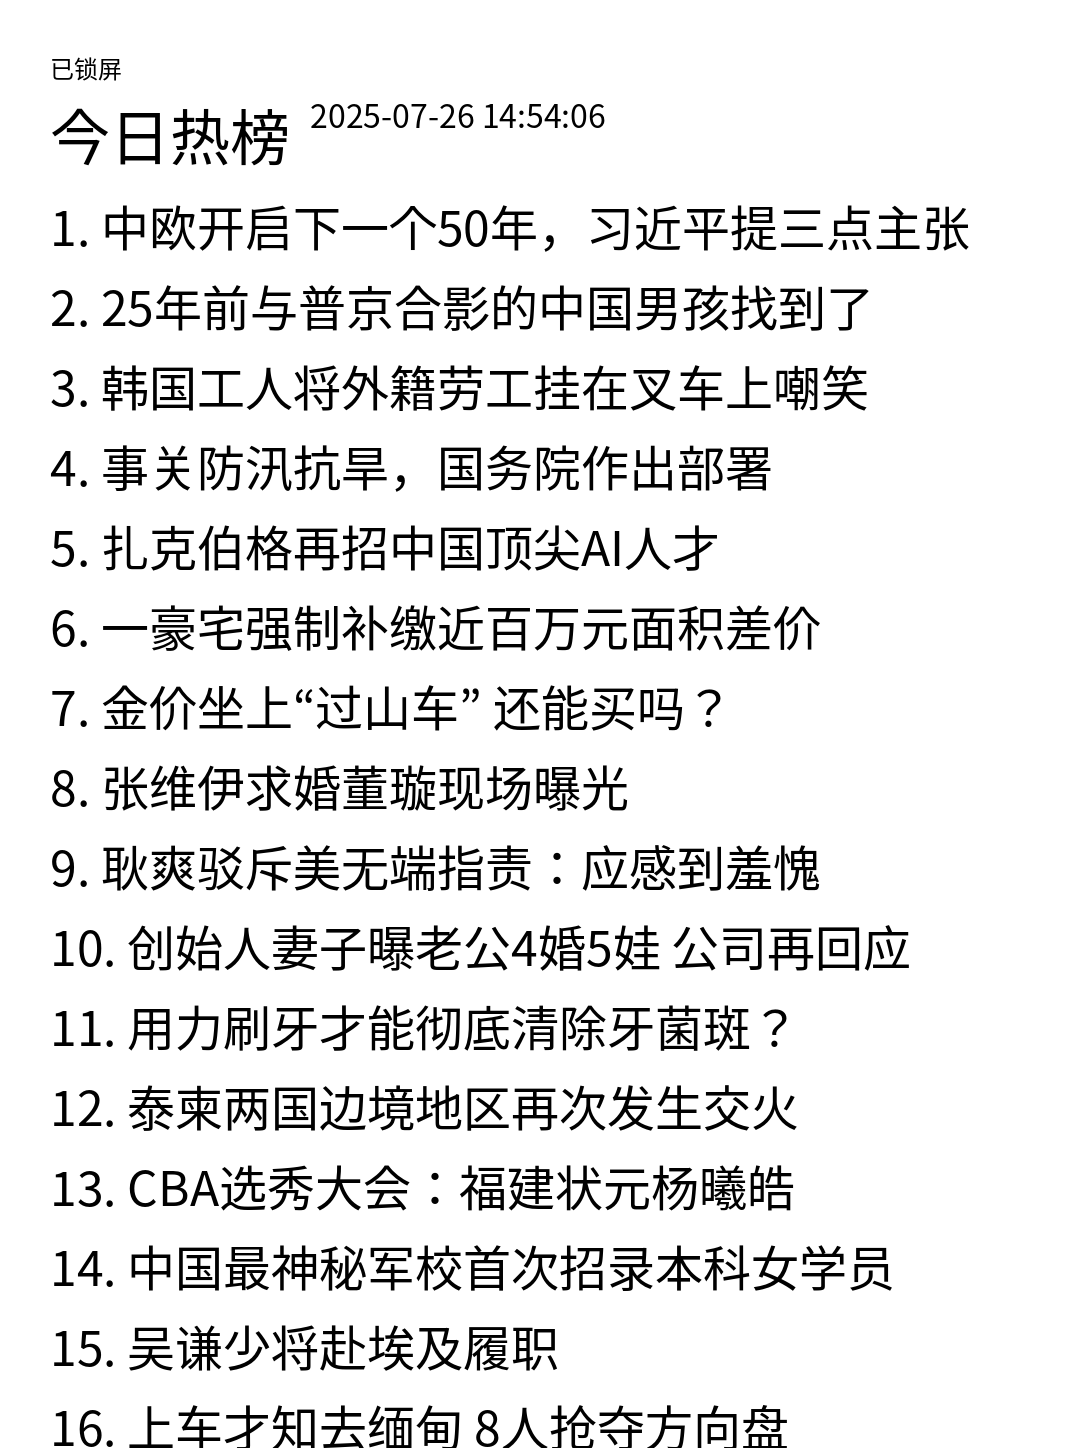 已锁屏
今日热榜 2025-07-26 14:54:06
1. 中欧开启下一个50年，习近平提三点主张
2. 25年前与普京合影的中国男孩找到了
3. 韩国工人将外籍劳工挂在叉车上嘲笑
4. 事关防汛抗旱，国务院作出部署
5. 扎克伯格再招中国顶尖AI人才
6. 一豪宅强制补缴近百万元面积差价
7. 金价坐上“过山车” 还能买吗？
8. 张维伊求婚董璇现场曝光
9. 耿爽驳斥美无端指责：应感到羞愧
10. 创始人妻子曝老公4婚5娃 公司再回应
11. 用力刷牙才能彻底清除牙菌斑？
12. 泰柬两国边境地区再次发生交火
13. CBA选秀大会：福建状元杨曦皓
14. 中国最神秘军校首次招录本科女学员
15. 吴谦少将赴埃及履职
16. 上车才知去缅甸 8人抢夺方向盘